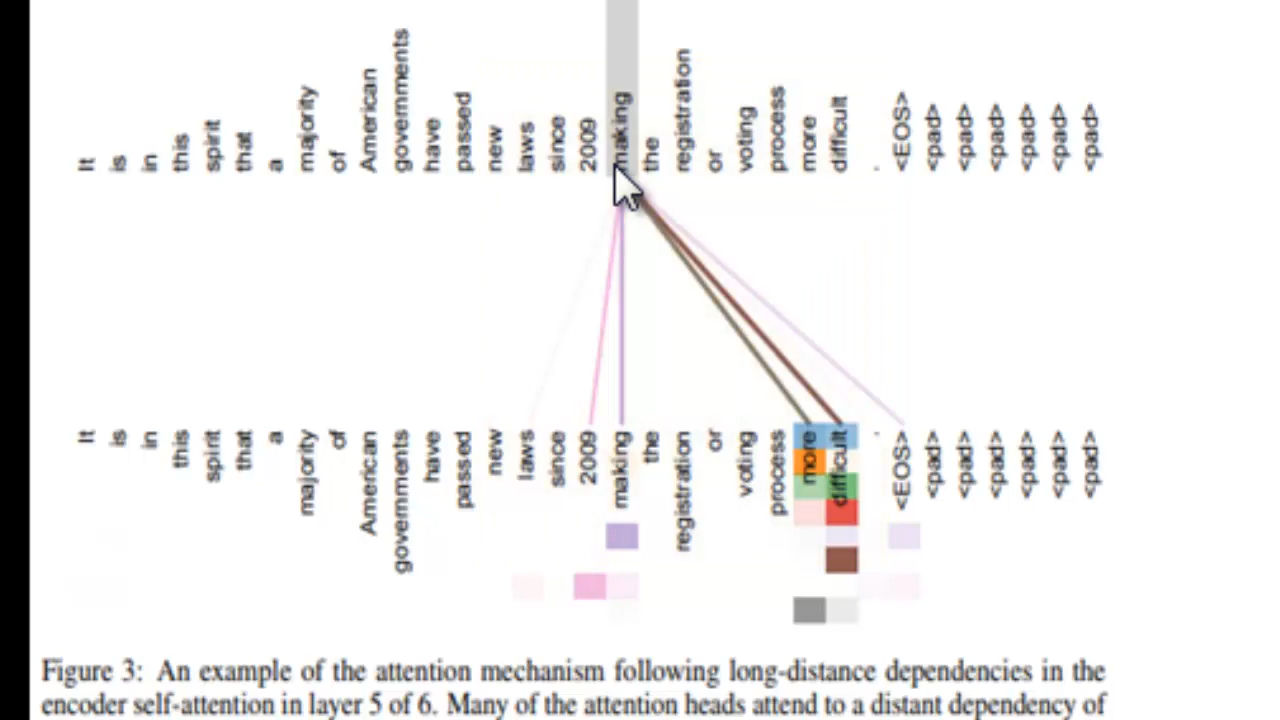 It is in this spirit that a majority of American governments have passed new laws since 2009 making the registration or voting process more difficult . <EOS> <pad> <pad> <pad> <pad> <pad> <pad>
It is in this spirit that a majority of American governments have passed new laws since 2009 making the registration or voting process more difficult . <EOS> <pad> <pad> <pad> <pad> <pad> <pad>
Figure 3: An example of the attention mechanism following long-distance dependencies in the
encoder self-attention in layer 5 of 6. Many of the attention heads attend to a distant dependency of